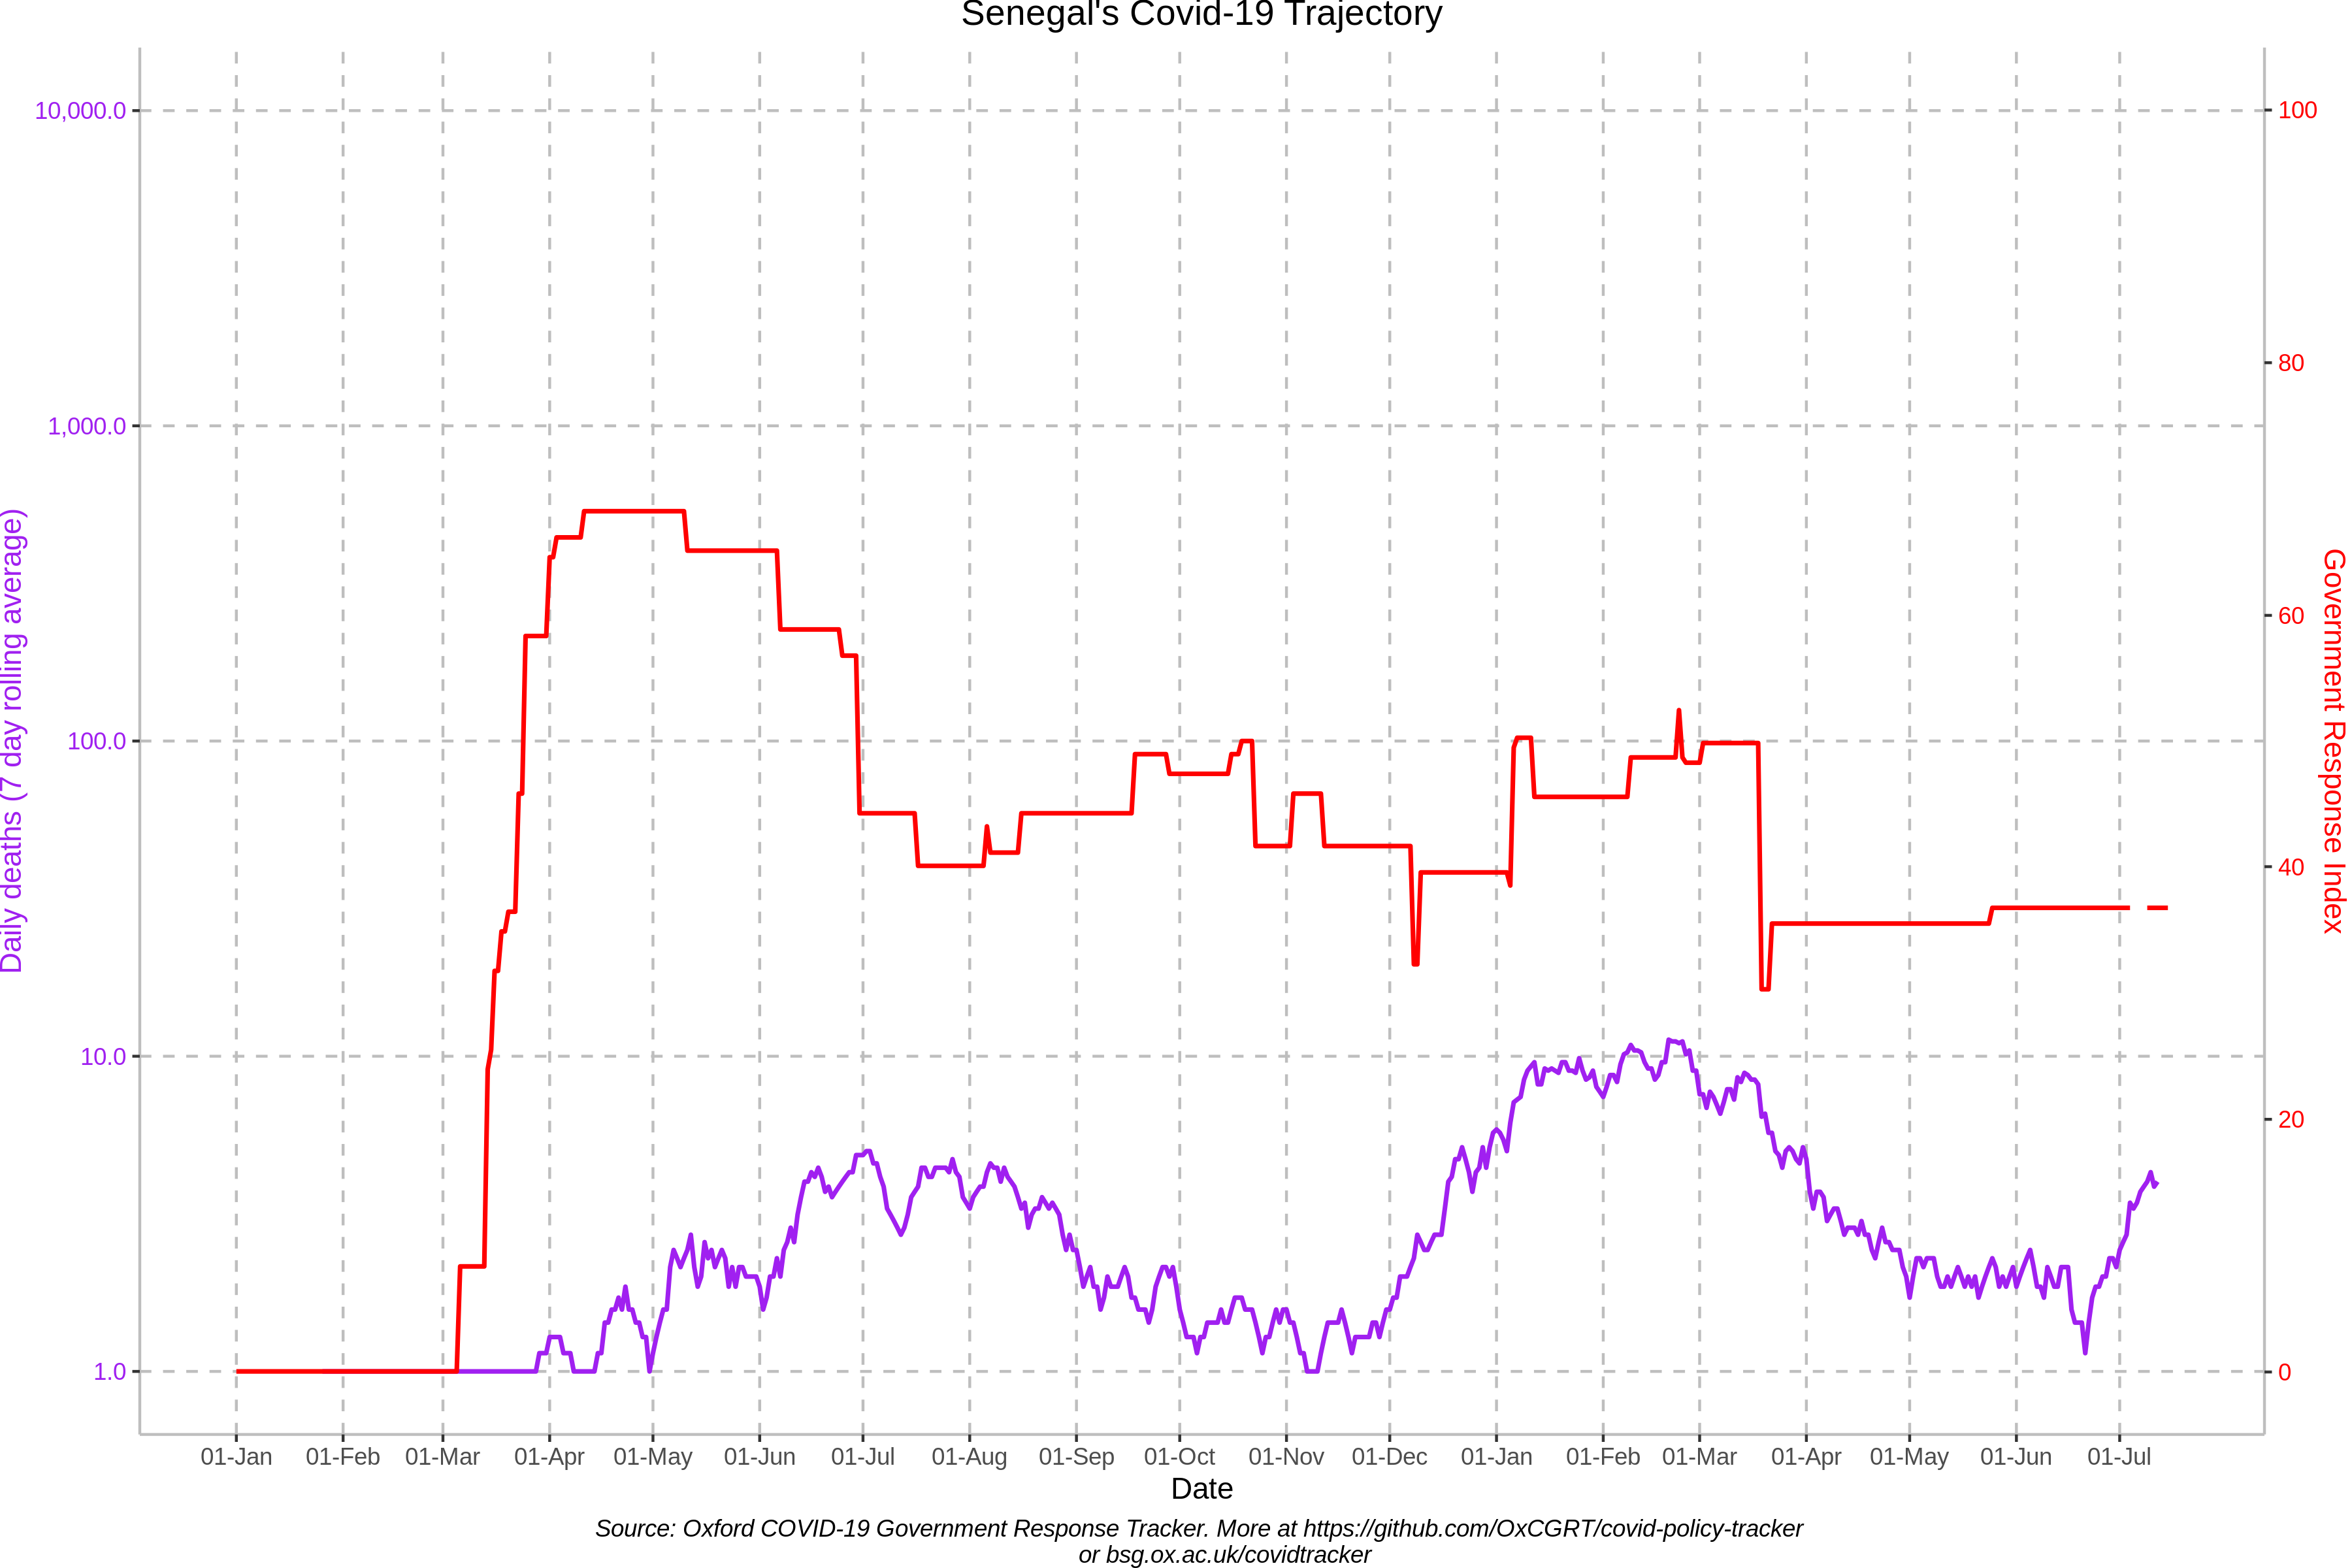 Senegal's Covid-19 Trajectory
10,000.0
1,000.0
100.0
10.0
1.0
Daily deaths (7 day rolling average)
100
80
60
40
20
0
Government Response Index
01-Jan 01-Feb 01-Mar 01-Apr 01-May 01-Jun 01-Jul 01-Aug 01-Sep 01-Oct 01-Nov 01-Dec 01-Jan 01-Feb 01-Mar 01-Apr 01-May 01-Jun 01-Jul
Date
Source: Oxford COVID-19 Government Response Tracker. More at https://github.com/OxCGRT/covid-policy-tracker
or bsg.ox.ac.uk/covidtracker